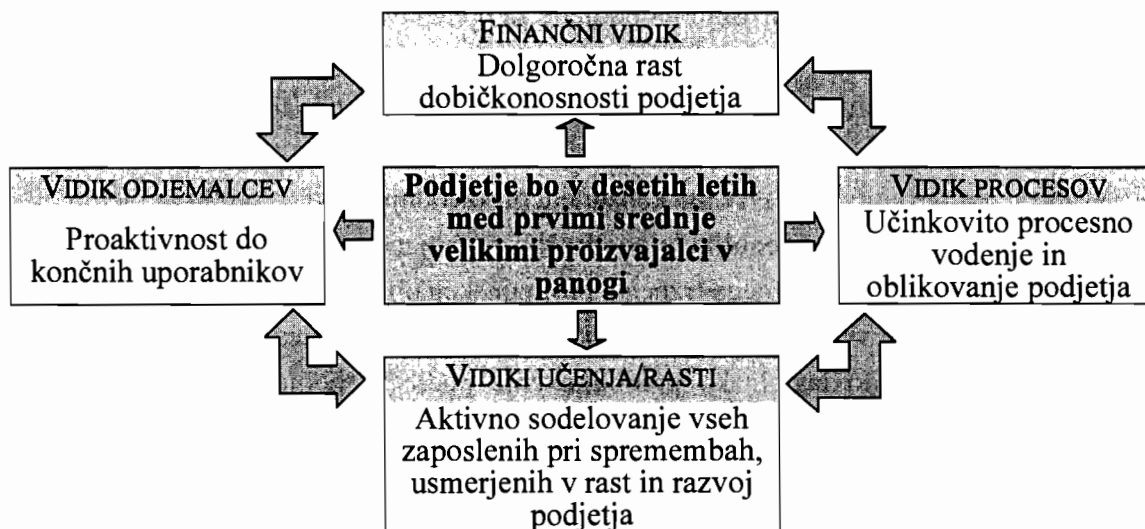 FINANČNI VIDIK
Dolgoročna rast
dobičkonosnosti podjetja
VIDIK ODJEMALCEV
Proaktivnost do
končnih uporabnikov
Podjetje bo v desetih letih
med prvimi srednje
velikimi proizvajalci v
panogi
VIDIK PROCESOV
Učinkovito procesno
vodenje in
oblikovanje podjetja
VIDIKI UČENJA/RASTI
Aktivno sodelovanje vseh
zaposlenih pri spremembah,
usmerjenih v rast in razvoj
podjetja